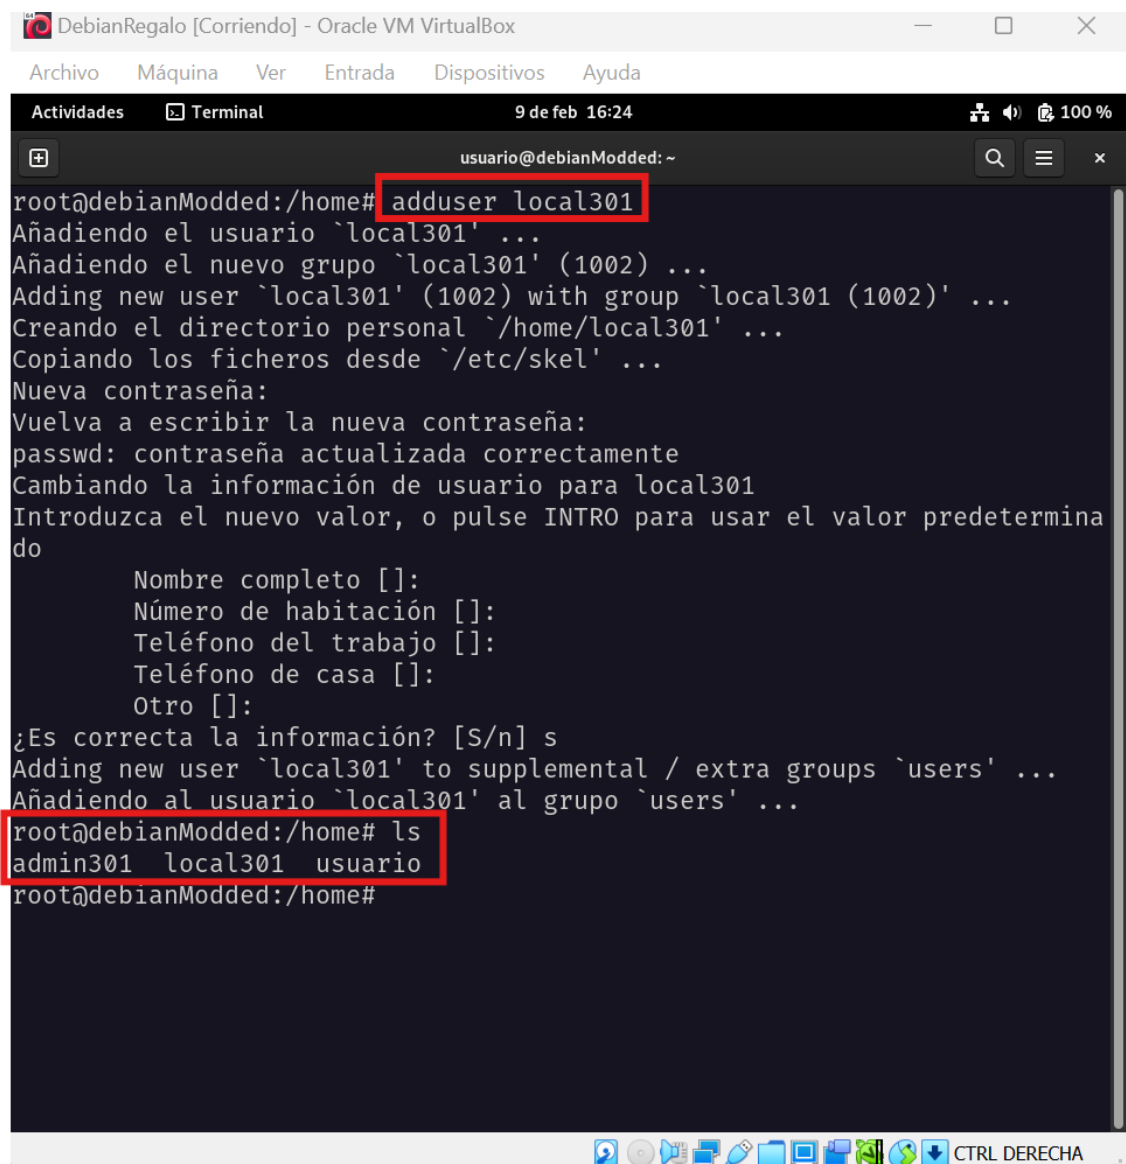 DebianRegalo [Corriendo] - Oracle VM VirtualBox
Archivo Máquina Ver Entrada Dispositivos Ayuda
Actividades Terminal 9 de feb 16:24 100 %
usuario@debianModded: ~
root@debianModded:/home# adduser local301
Añadiendo el usuario `local301' ...
Añadiendo el nuevo grupo `local301' (1002) ...
Adding new user `local301' (1002) with group `local301 (1002)' ...
Creando el directorio personal `/home/local301' ...
Copiando los ficheros desde `/etc/skel' ...
Nueva contraseña:
Vuelva a escribir la nueva contraseña:
passwd: contraseña actualizada correctamente
Cambiando la información de usuario para local301
Introduzca el nuevo valor, o pulse INTRO para usar el valor predetermina
do
Nombre completo []:
Número de habitación []:
Teléfono del trabajo []:
Teléfono de casa []:
Otro []:
¿Es correcta la información? [S/n] s
Adding new user `local301' to supplemental / extra groups `users' ...
Añadiendo al usuario `local301' al grupo `users' ...
root@debianModded:/home# ls
admin301 local301 usuario
root@debianModded:/home#
CTRL DERECHA